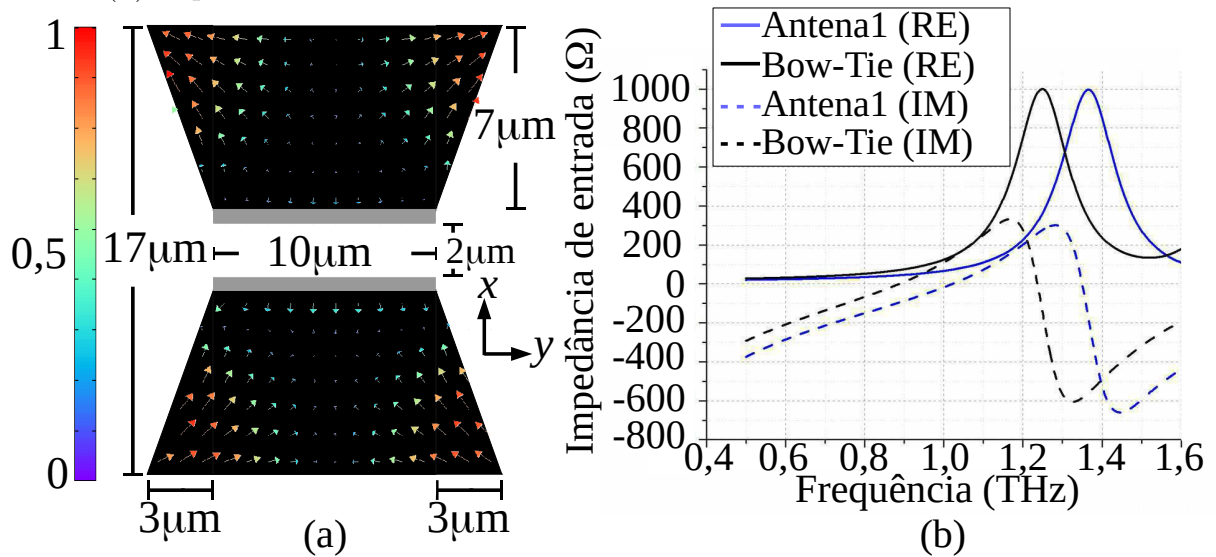 1
0,5
0
17μm
7μm
10μm
2μm
x
y
3μm
3μm
(a)
Antena1 (RE)
Bow-Tie (RE)
Antena1 (IM)
Bow-Tie (IM)
Impedância de entrada (Ω)
1000
800
600
400
200
0
-200
-400
-600
-800
0,4 0,6 0,8 1,0 1,2 1,4 1,6
Frequência (THz)
(b)